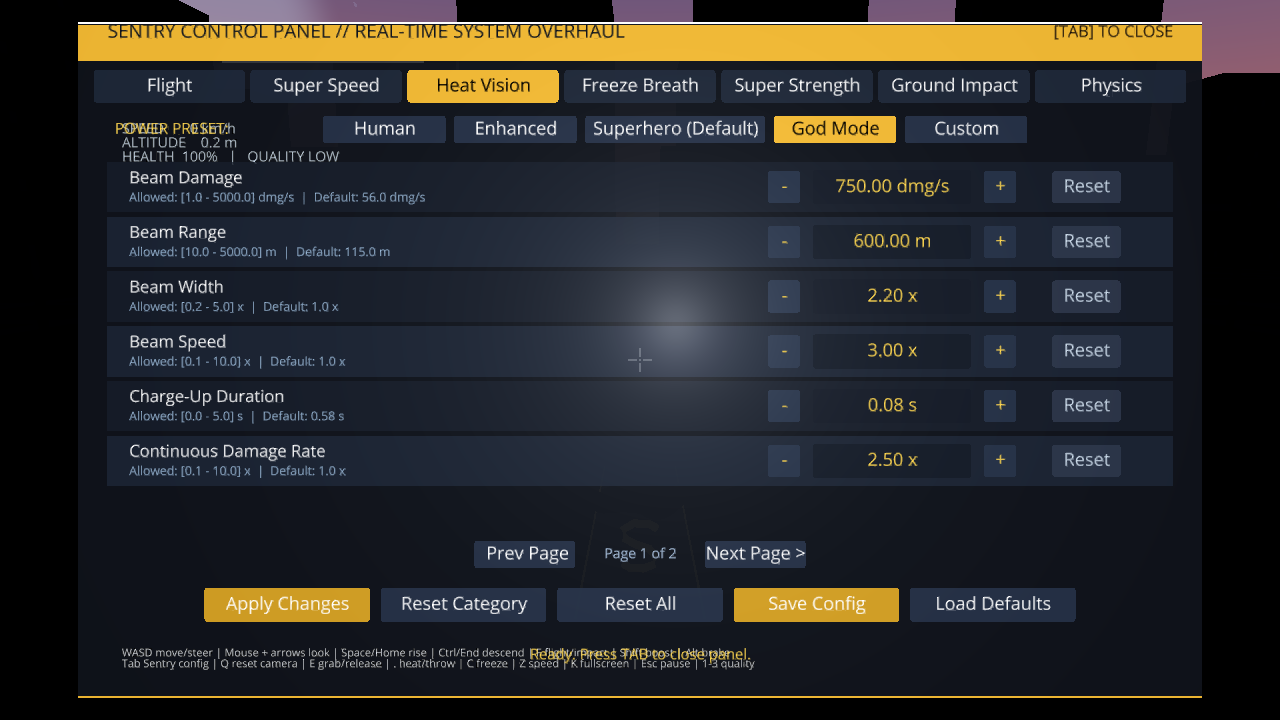 SENTRY CONTROL PANEL // REAL-TIME SYSTEM OVERHAUL [TAB] TO CLOSE
Flight Super Speed Heat Vision Freeze Breath Super Strength Ground Impact Physics
POWER PRESET: Human Enhanced Superhero (Default) God Mode Custom
ALTITUDE 0.2 m
HEALTH 100% | QUALITY LOW
Beam Damage - 750.00 dmg/s + Reset
Allowed: [1.0 - 5000.0] dmg/s | Default: 56.0 dmg/s
Beam Range - 600.00 m + Reset
Allowed: [10.0 - 5000.0] m | Default: 115.0 m
Beam Width - 2.20 x + Reset
Allowed: [0.2 - 5.0] x | Default: 1.0 x
Beam Speed - 3.00 x + Reset
Allowed: [0.1 - 10.0] x | Default: 1.0 x
Charge-Up Duration - 0.08 s + Reset
Allowed: [0.0 - 5.0] s | Default: 0.58 s
Continuous Damage Rate - 2.50 x + Reset
Allowed: [0.1 - 10.0] x | Default: 1.0 x
S
Prev Page Page 1 of 2 Next Page >
Apply Changes Reset Category Reset All Save Config Load Defaults
WASD move/steer | Mouse + arrows look | Space/Home rise | Ctrl/End descend |
Ready. Press TAB to close panel.
Tab Sentry config | Q reset camera | E grab/release | . heat/throw | C freeze | Z speed | K fullscreen | Esc pause | 1-3 quality